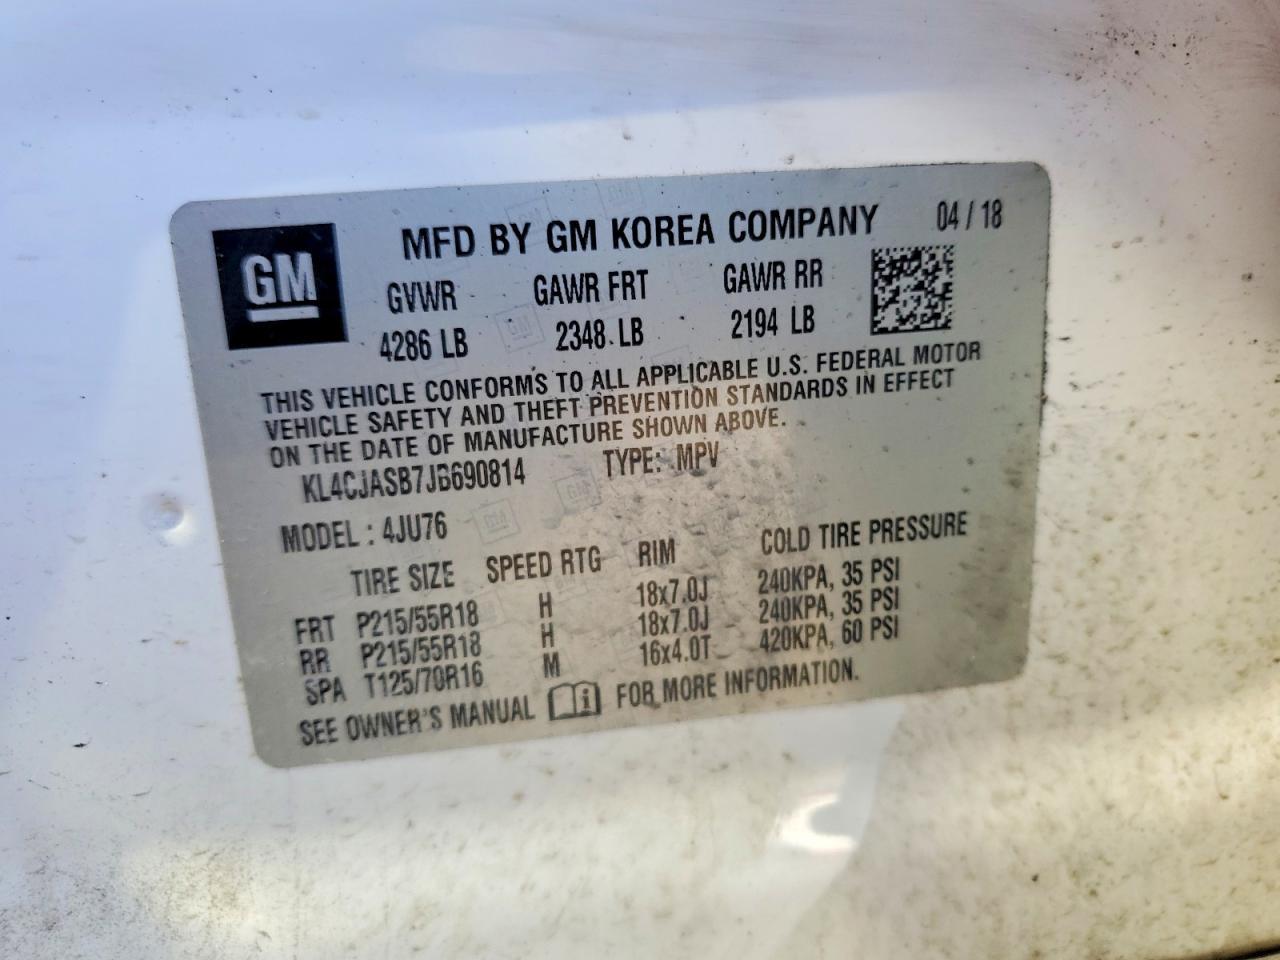 GM
MFD BY GM KOREA COMPANY 04 / 18
GVWR GAWR FRT GAWR RR
4286 LB 2348 LB 2194 LB
THIS VEHICLE CONFORMS TO ALL APPLICABLE U.S. FEDERAL MOTOR
VEHICLE SAFETY AND THEFT PREVENTION STANDARDS IN EFFECT
ON THE DATE OF MANUFACTURE SHOWN ABOVE.
KL4CJASB7JB690814 TYPE: MPV
MODEL : 4JU76
TIRE SIZE SPEED RTG RIM COLD TIRE PRESSURE
FRT P215/55R18 H 18x7.0J 240KPA, 35 PSI
RR P215/55R18 H 18x7.0J 240KPA, 35 PSI
SPA T125/70R16 M 16x4.0T 420KPA, 60 PSI
SEE OWNER'S MANUAL i FOR MORE INFORMATION.